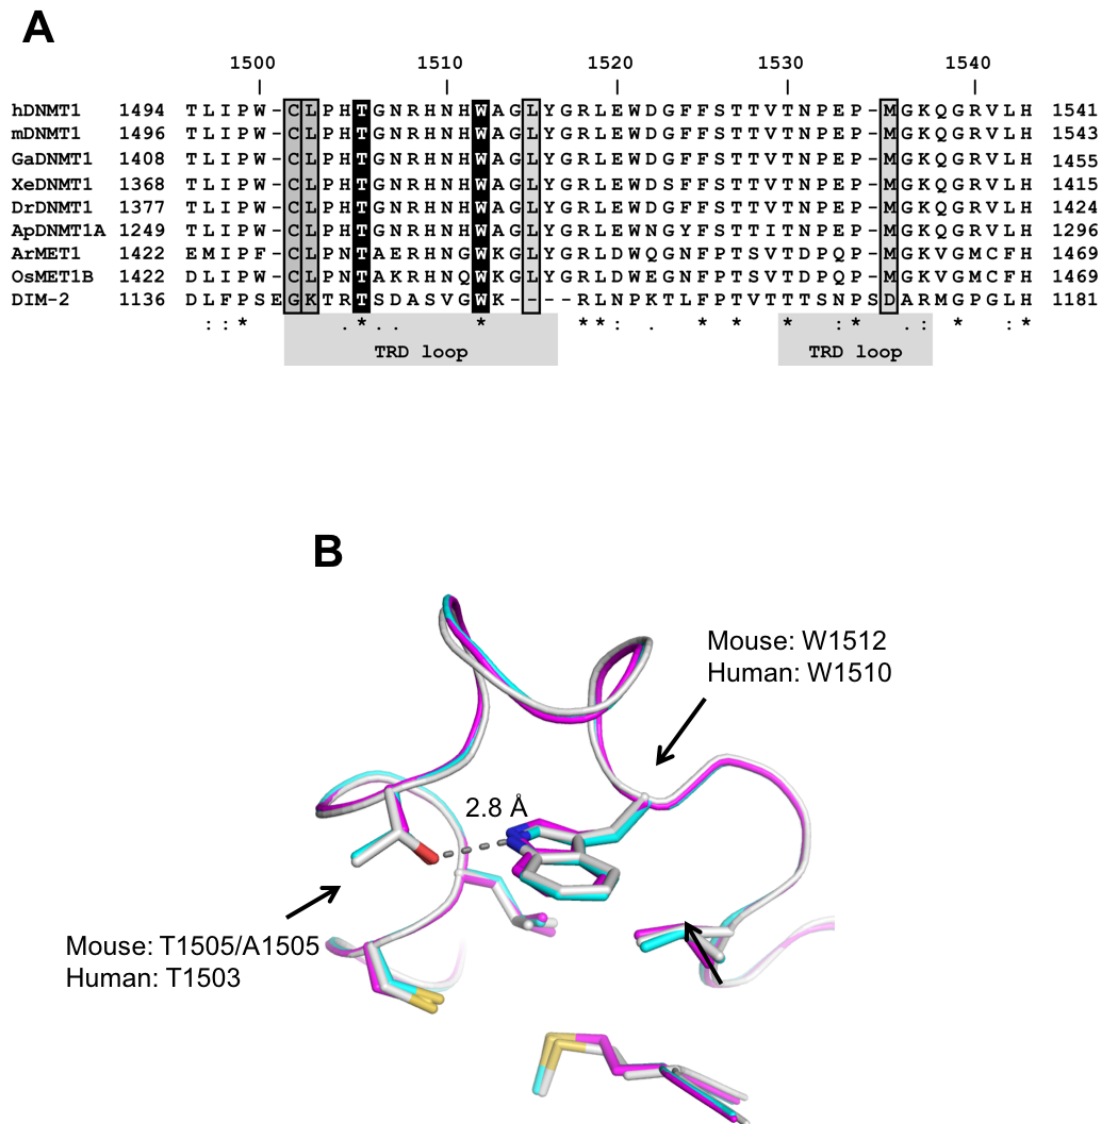 A
1500 1510 1520 1530 1540
hDNMT1 1494 TLIPW-CLPHTGNRHNHWAGLYGRLEWDGFFSTTVTNPEP-MGKQGRVLH 1541
mDNMT1 1496 TLIPW-CLPHTGNRHNHWAGLYGRLEWDGFFSTTVTNPEP-MGKQGRVLH 1543
GaDNMT1 1408 TLIPW-CLPHTGNRHNHWAGLYGRLEWDGFFSTTVTNPEP-MGKQGRVLH 1455
XeDNMT1 1368 TLIPW-CLPHTGNRHNHWAGLYGRLEWDSFFSTTVTNPEP-MGKQGRVLH 1415
DrDNMT1 1377 TLIPW-CLPHTGNRHNHWAGLYGRLEWDGFFSTTVTNPEP-MGKQGRVLH 1424
ApDNMT1A 1249 TLIPW-CLPHTGNRHNHWAGLYGRLEWNGYFSTTITNPEP-MGKQGRVLH 1296
ArMET1 1422 EMIPF-CLPNTAERHNGWKGLYGRLDWQGNFPTSVTDPQP-MGKVGMCFH 1469
OsMET1B 1422 DLIPW-CLPNTAKRHNQWKGLYGRLDWEGNFPTSVTDPQP-MGKVGMCFH 1469
DIM-2 1136 DLFPSEGKTRTSDASVGWK----RLNPKTLFPTVTTTSNPSDARMGPGLH 1181
::* .*.. * **: . * * * :* .: * :*
TRD loop TRD loop
B
Mouse: W1512
Human: W1510
2.8 Å
Mouse: T1505/A1505
Human: T1503